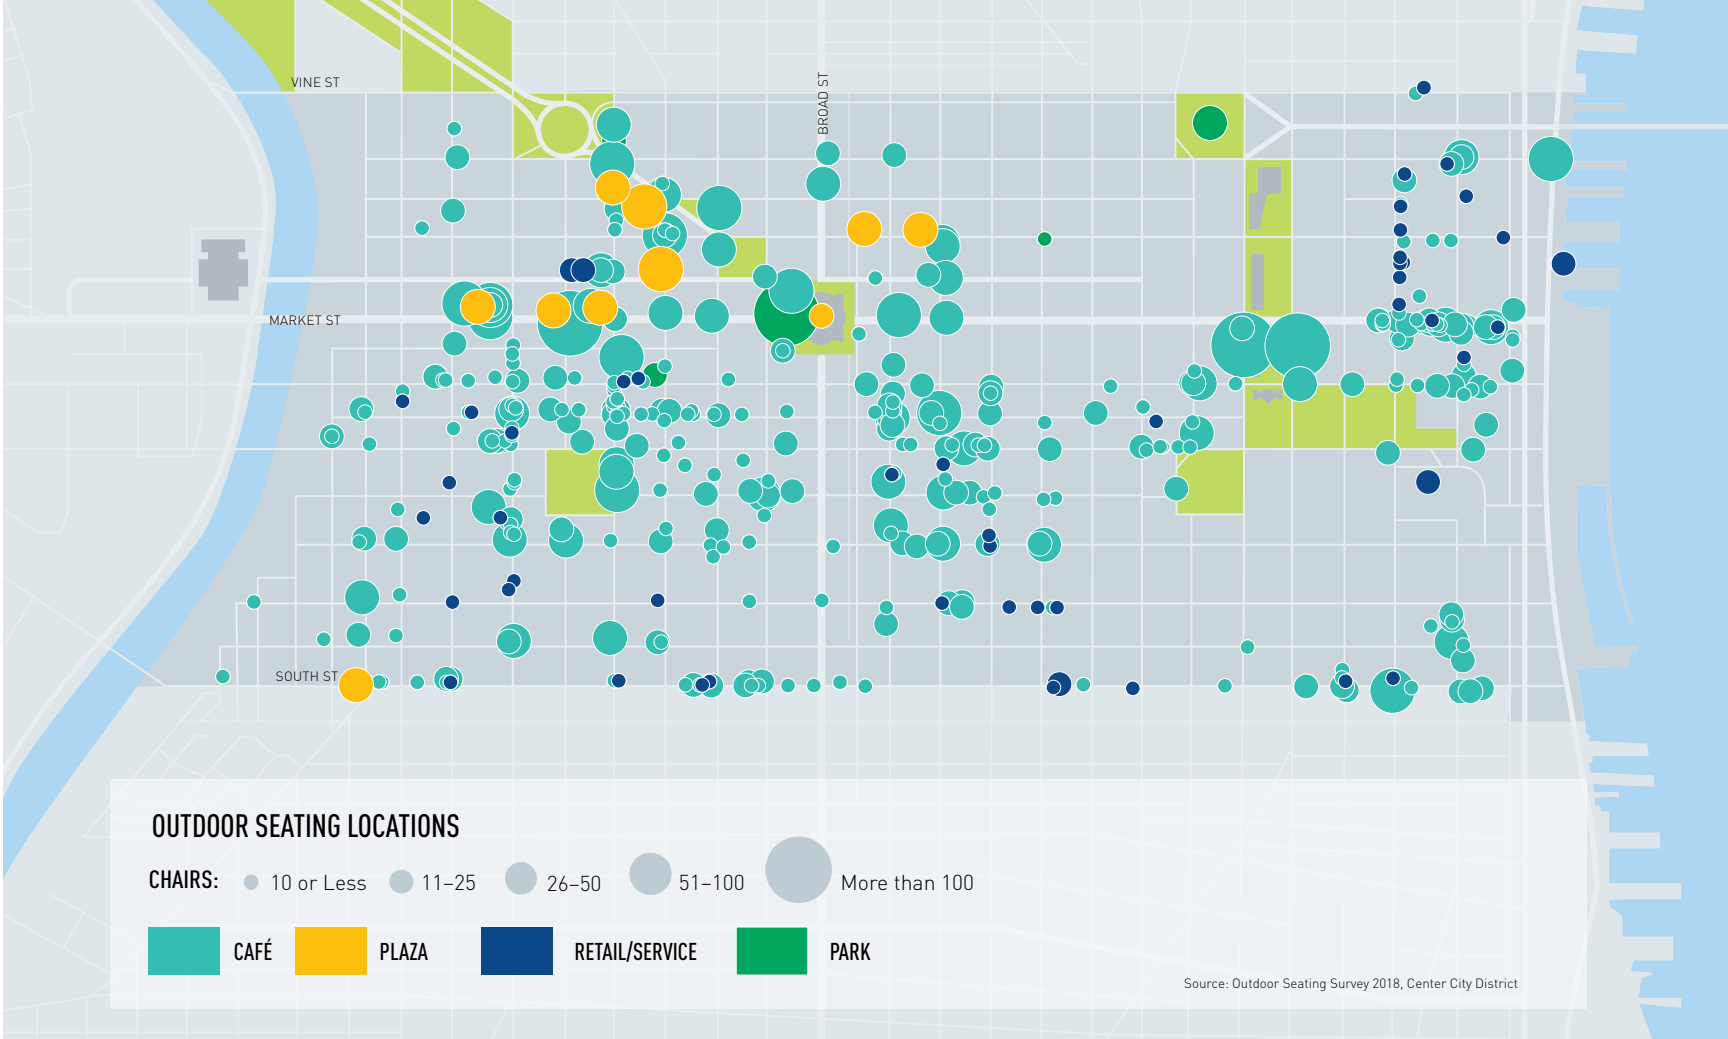 VINE ST
BROAD ST
MARKET ST
SOUTH ST
OUTDOOR SEATING LOCATIONS
CHAIRS: 10 or Less 11–25 26–50 51–100 More than 100
CAFÉ PLAZA RETAIL/SERVICE PARK
Source: Outdoor Seating Survey 2018, Center City District